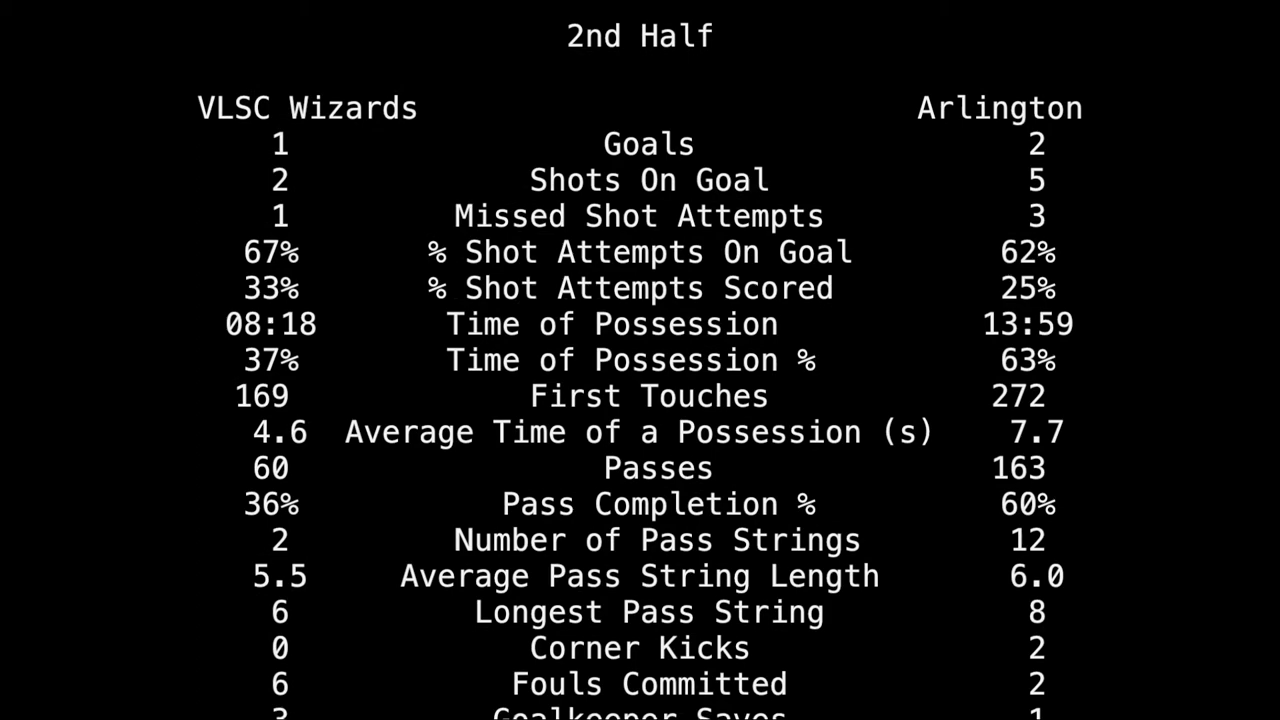 2nd Half
VLSC Wizards Arlington
1 Goals 2
2 Shots On Goal 5
1 Missed Shot Attempts 3
67% % Shot Attempts On Goal 62%
33% % Shot Attempts Scored 25%
08:18 Time of Possession 13:59
37% Time of Possession % 63%
169 First Touches 272
4.6 Average Time of a Possession (s) 7.7
60 Passes 163
36% Pass Completion % 60%
2 Number of Pass Strings 12
5.5 Average Pass String Length 6.0
6 Longest Pass String 8
0 Corner Kicks 2
6 Fouls Committed 2
3 Goalkeeper Saves 1